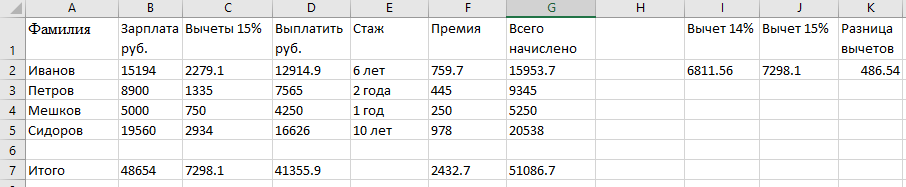 A B C D E F G H I J K
1 Фамилия Зарплата руб. Вычеты 15% Выплатить руб. Стаж Премия Всего начислено Вычет 14% Вычет 15% Разница вычетов
2 Иванов 15194 2279.1 12914.9 6 лет 759.7 15953.7 6811.56 7298.1 486.54
3 Петров 8900 1335 7565 2 года 445 9345
4 Мешков 5000 750 4250 1 год 250 5250
5 Сидоров 19560 2934 16626 10 лет 978 20538
6
7 Итого 48654 7298.1 41355.9 2432.7 51086.7